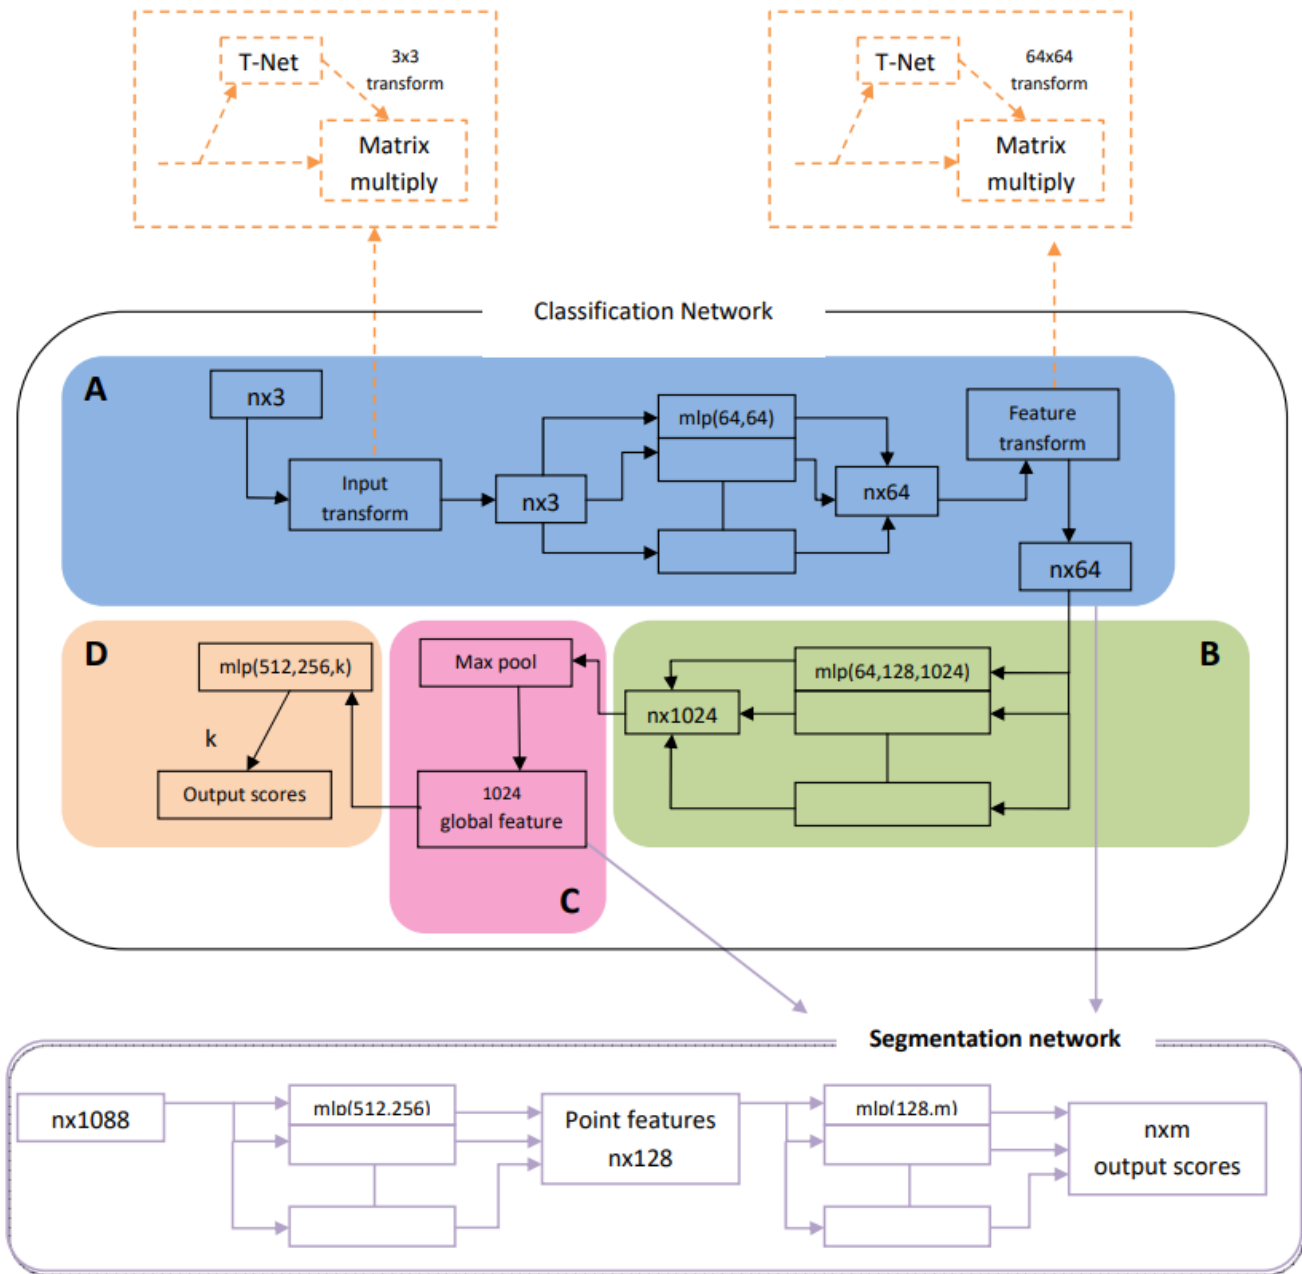 T-Net
3x3
transform
Matrix
multiply
T-Net
64x64
transform
Matrix
multiply
Classification Network
A
nx3
Input
transform
nx3
mlp(64,64)
nx64
Feature
transform
nx64
D
mlp(512,256,k)
k
Output scores
Max pool
1024
global feature
C
B
mlp(64,128,1024)
nx1024
Segmentation network
nx1088
mlp(512.256)
Point features
nx128
mlp(128.m)
nxm
output scores